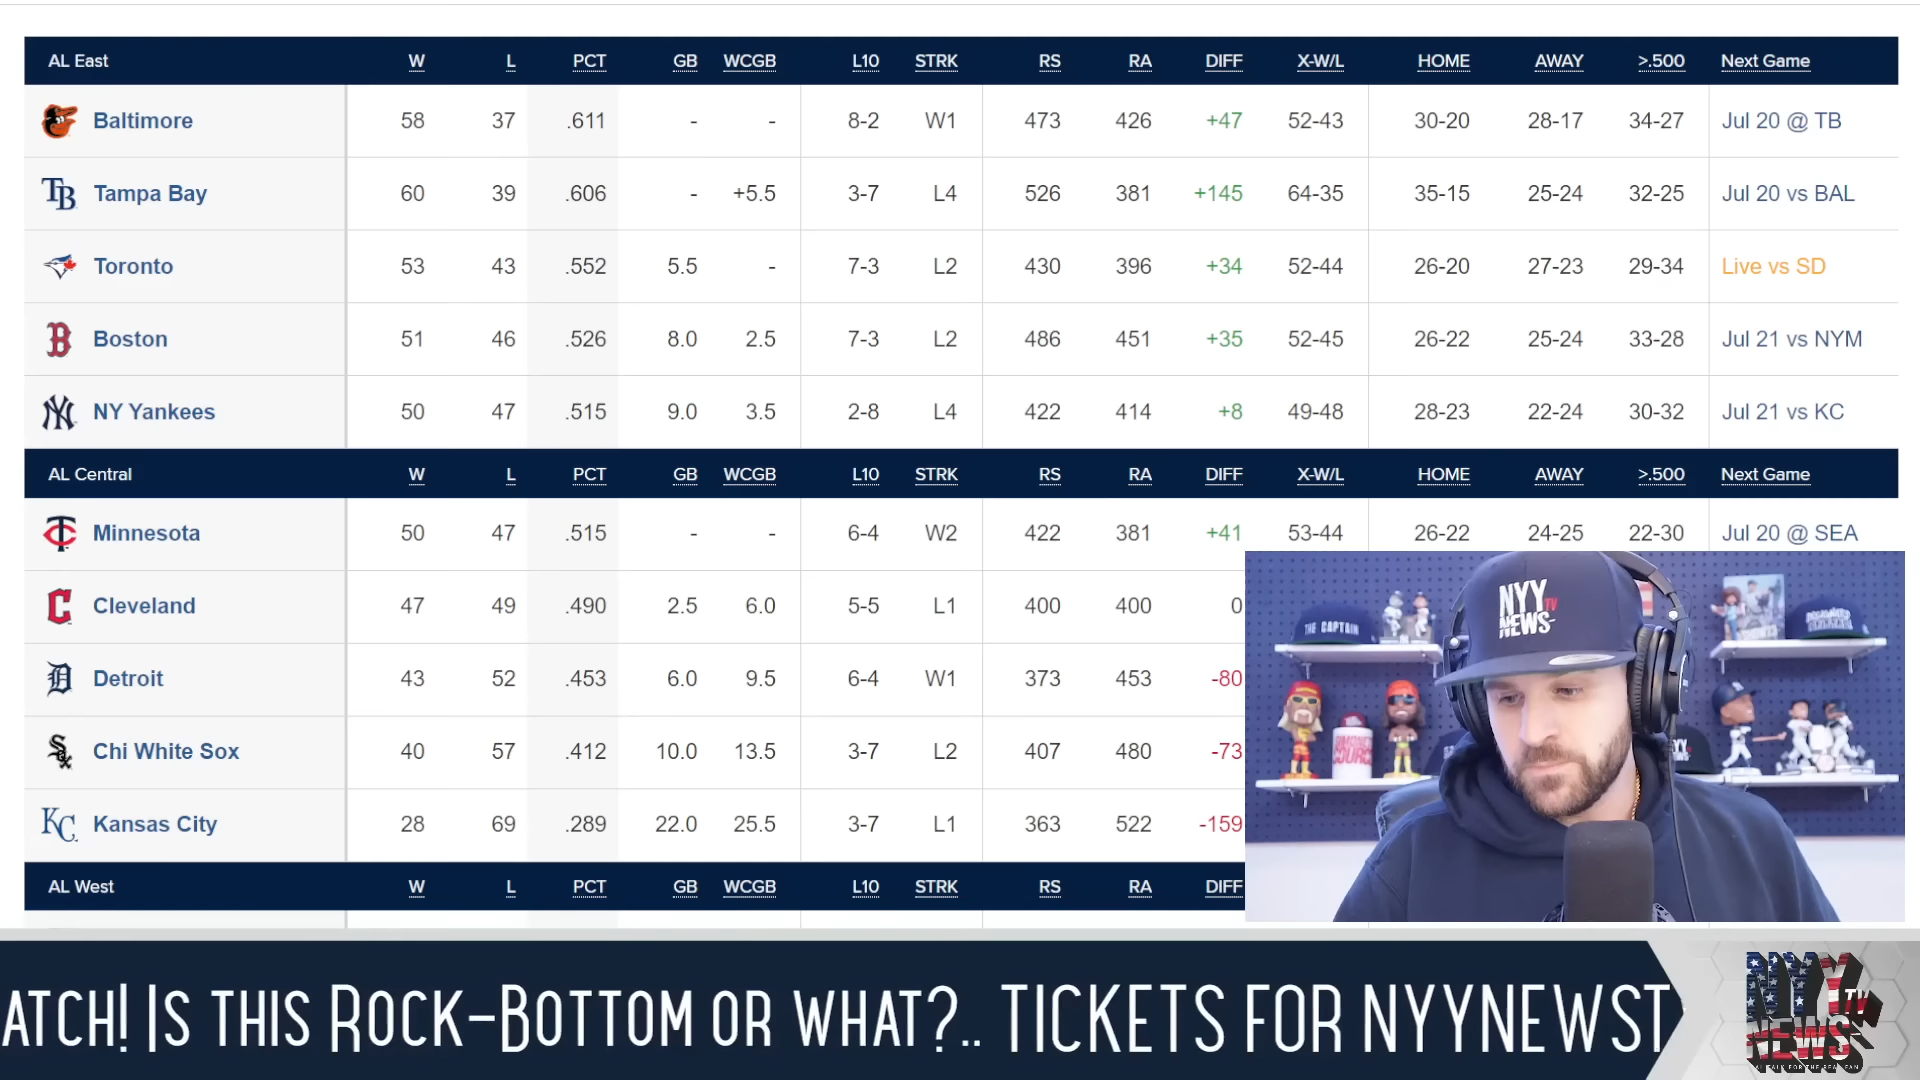 AL East W L PCT GB WCGB L10 STRK RS RA DIFF X-W/L HOME AWAY >.500 Next Game
Baltimore 58 37 .611 - - 8-2 W1 473 426 +47 52-43 30-20 28-17 34-27 Jul 20 @ TB
Tampa Bay 60 39 .606 - +5.5 3-7 L4 526 381 +145 64-35 35-15 25-24 32-25 Jul 20 vs BAL
Toronto 53 43 .552 5.5 - 7-3 L2 430 396 +34 52-44 26-20 27-23 29-34 Live vs SD
Boston 51 46 .526 8.0 2.5 7-3 L2 486 451 +35 52-45 26-22 25-24 33-28 Jul 21 vs NYM
NY Yankees 50 47 .515 9.0 3.5 2-8 L4 422 414 +8 49-48 28-23 22-24 30-32 Jul 21 vs KC
AL Central W L PCT GB WCGB L10 STRK RS RA DIFF X-W/L HOME AWAY >.500 Next Game
Minnesota 50 47 .515 - - 6-4 W2 422 381 +41 53-44 26-22 24-25 22-30 Jul 20 @ SEA
Cleveland 47 49 .490 2.5 6.0 5-5 L1 400 400 0
Detroit 43 52 .453 6.0 9.5 6-4 W1 373 453 -80
Chi White Sox 40 57 .412 10.0 13.5 3-7 L2 407 480 -73
Kansas City 28 69 .289 22.0 25.5 3-7 L1 363 522 -159
AL West W L PCT GB WCGB L10 STRK RS RA DIFF
NYY TV
NEWS
THE CAPTAIN
ATCH! IS THIS ROCK-BOTTOM OR WHAT?.. TICKETS FOR NYYNEWST
NYY
TV
NEWS